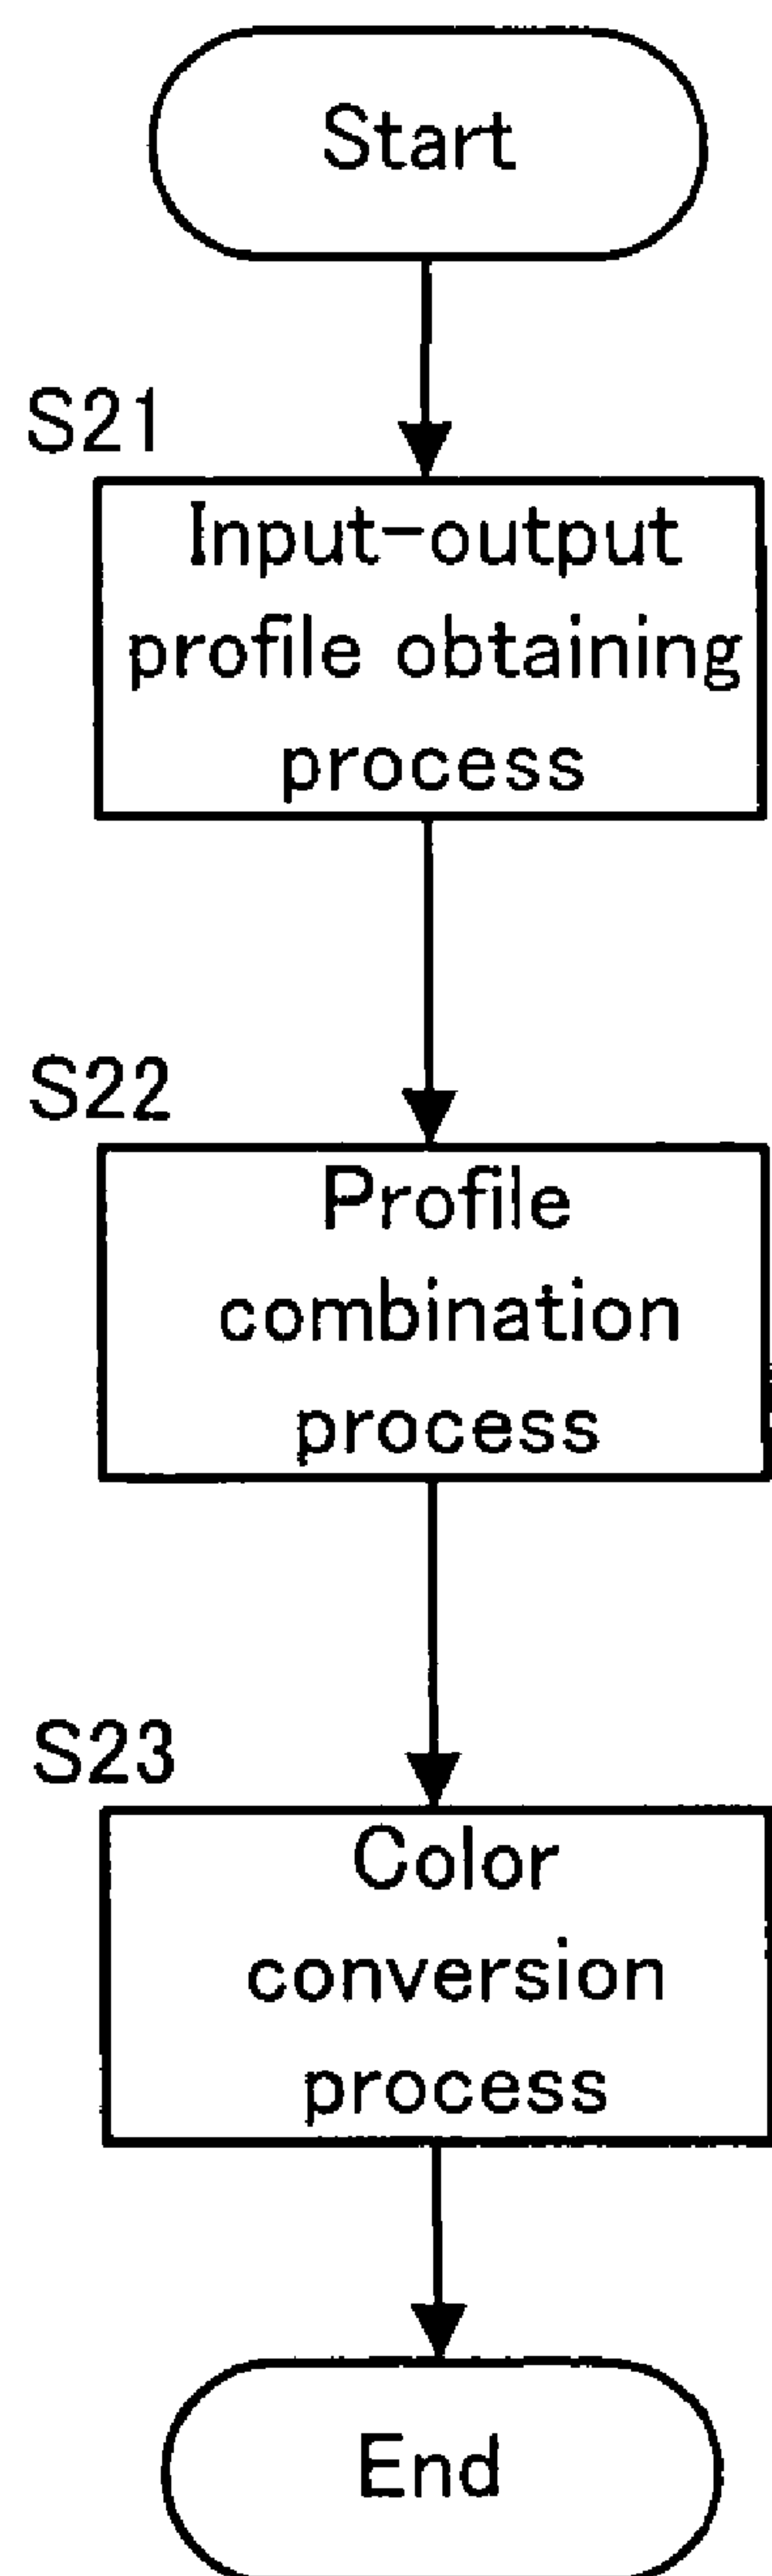 Start
S21
Input-output
profile obtaining
process
S22
Profile
combination
process
S23
Color
conversion
process
End